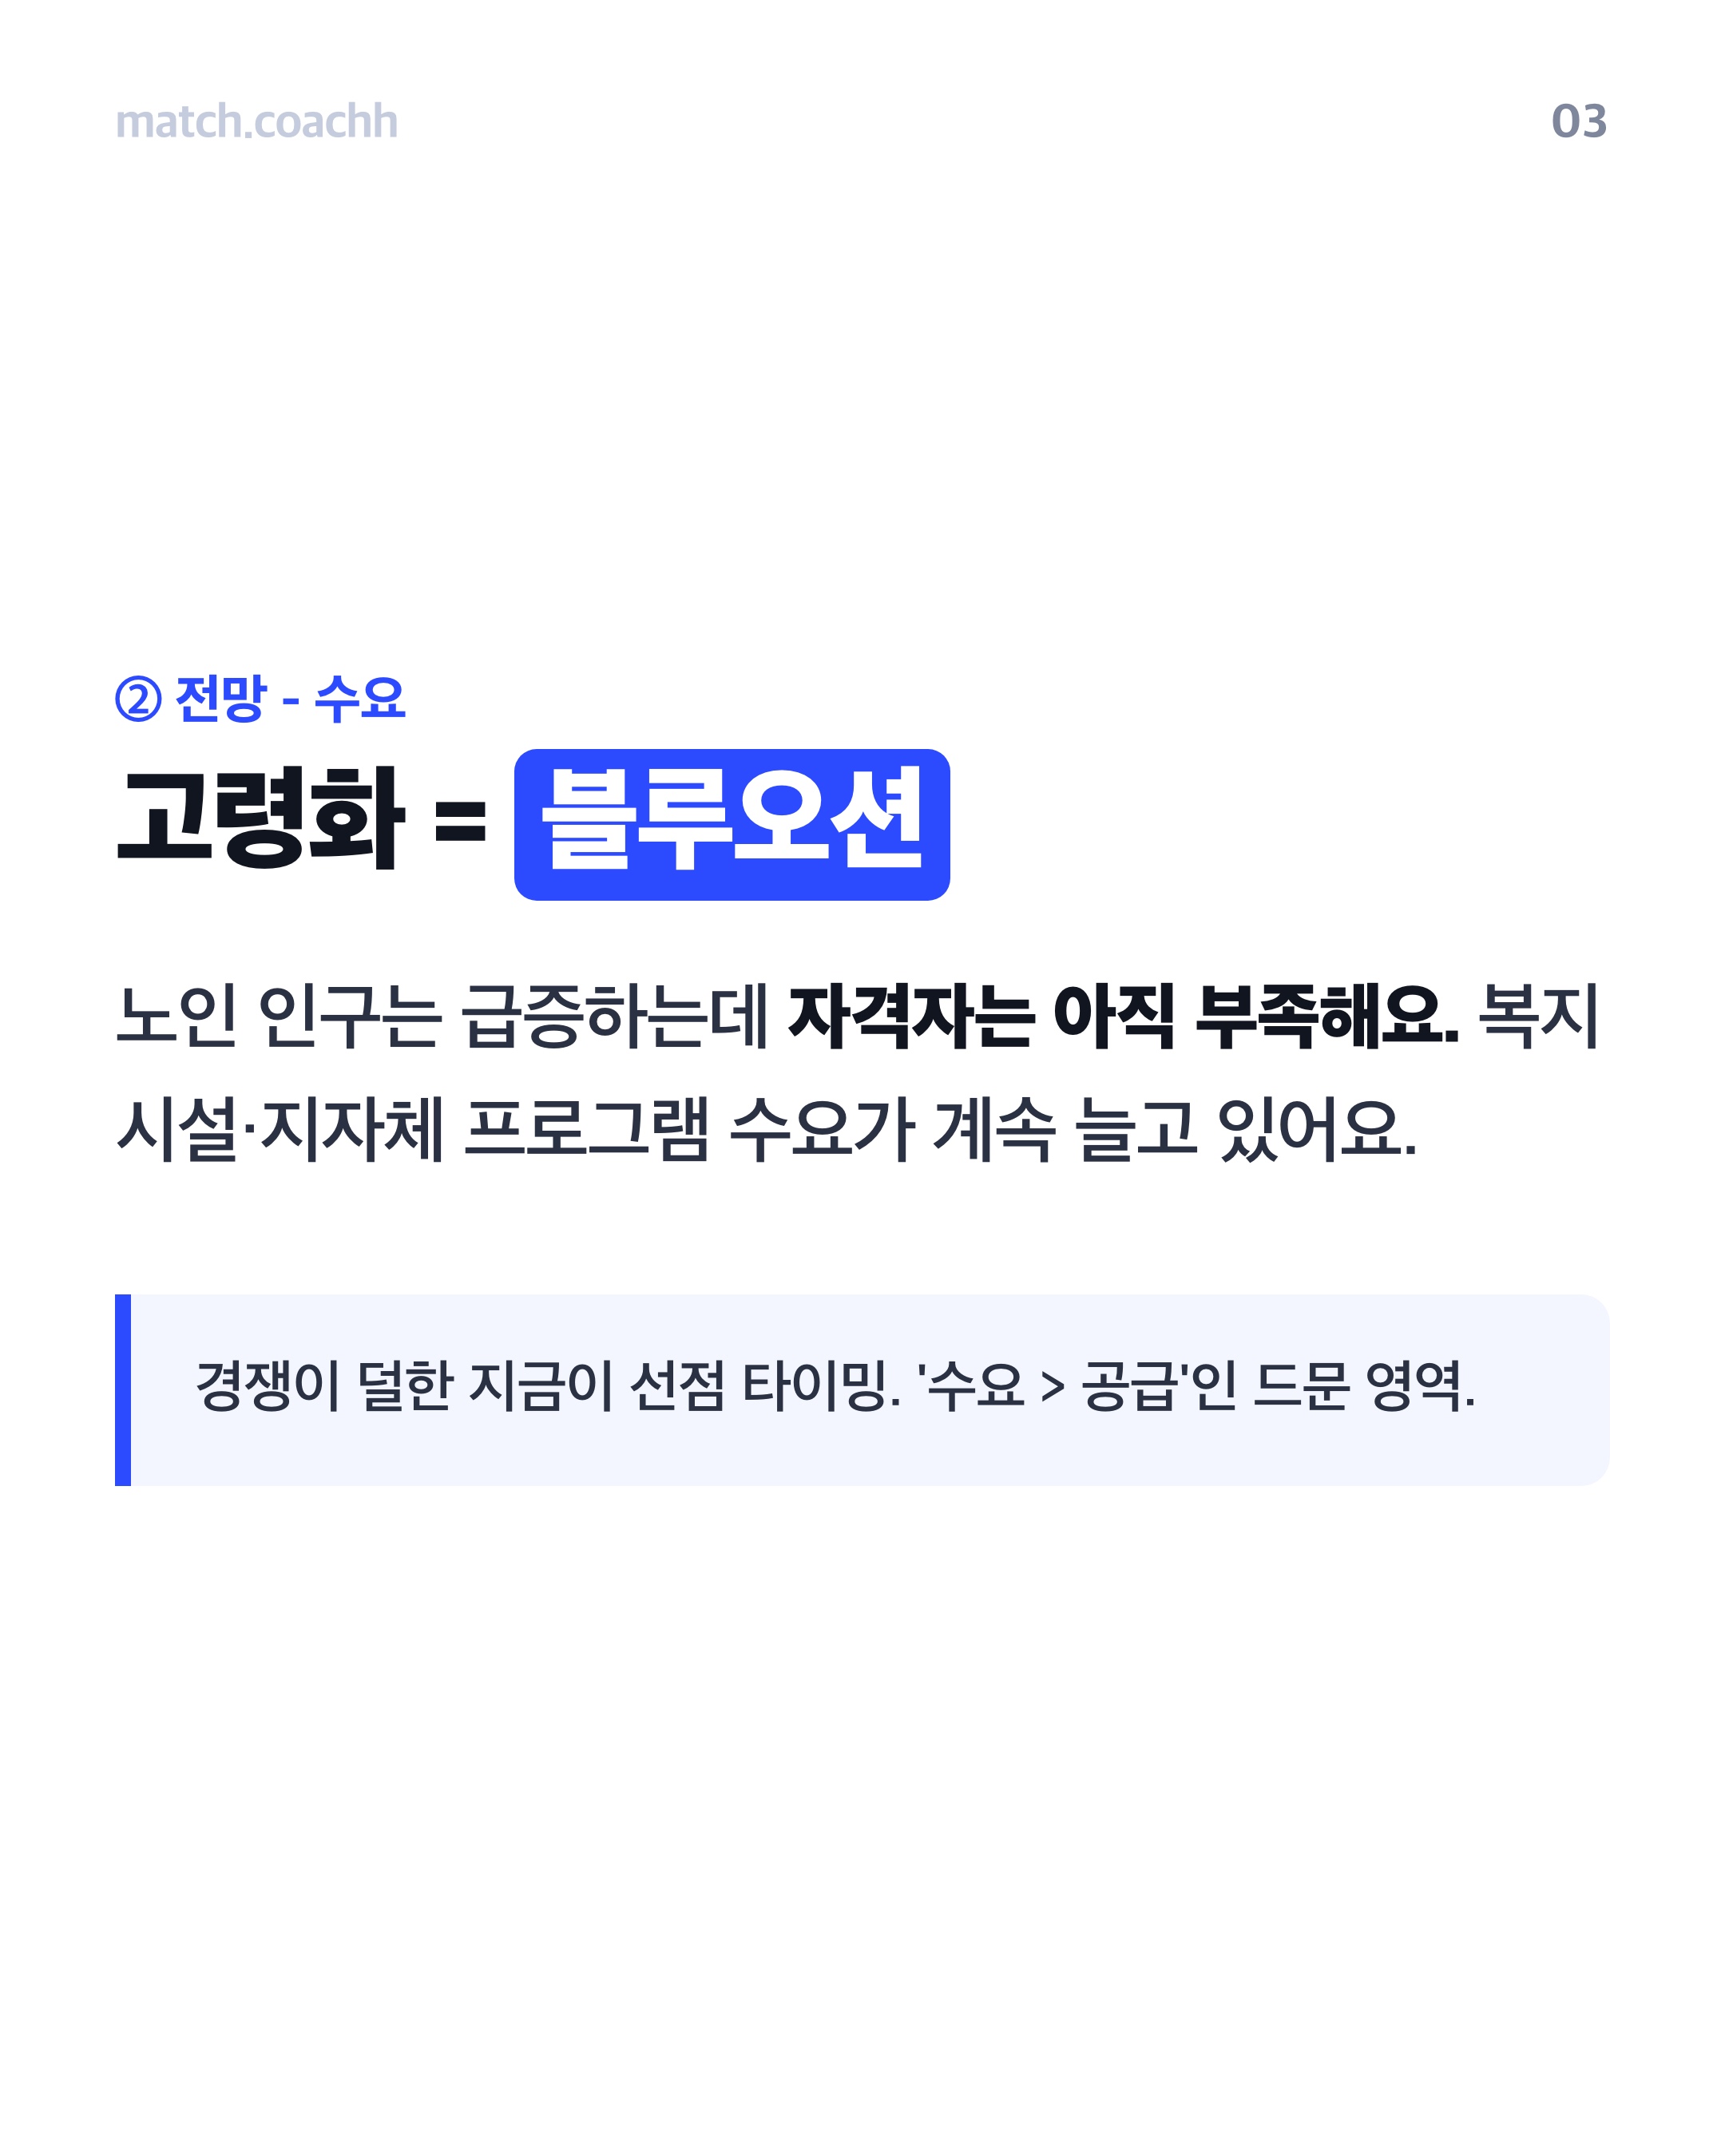 match.coachh
03
② 전망 - 수요
고령화 = 블루오션
노인 인구는 급증하는데 자격자는 아직 부족해요. 복지
시설·지자체 프로그램 수요가 계속 늘고 있어요.
경쟁이 덜한 지금이 선점 타이밍. '수요 > 공급'인 드문 영역.